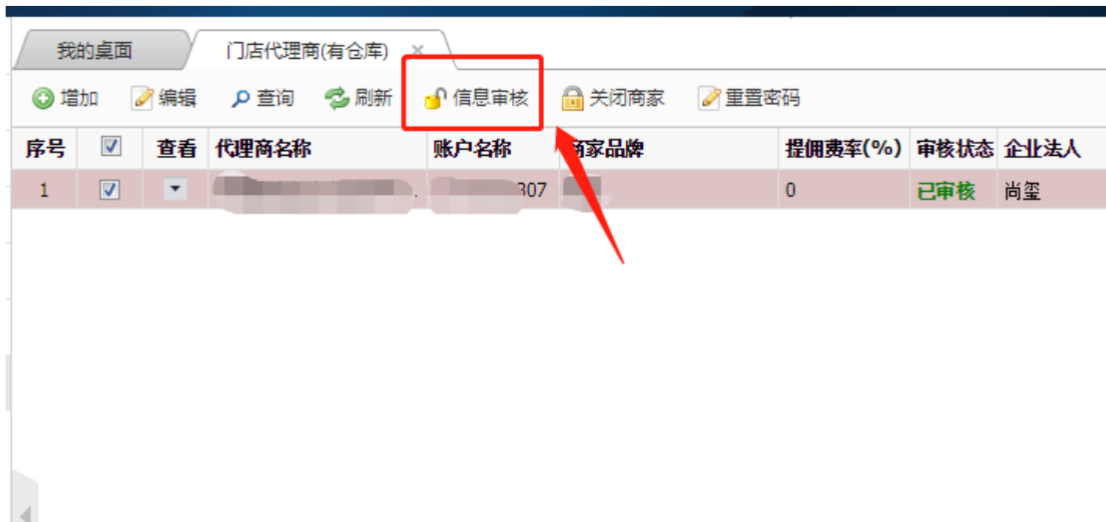 我的桌面 门店代理商(有仓库)
增加 编辑 查询 刷新 信息审核 关闭商家 重置密码
序号 查看 代理商名称 账户名称 商家品牌 提佣费率(%) 审核状态 企业法人
1 307 0 已审核 尚玺